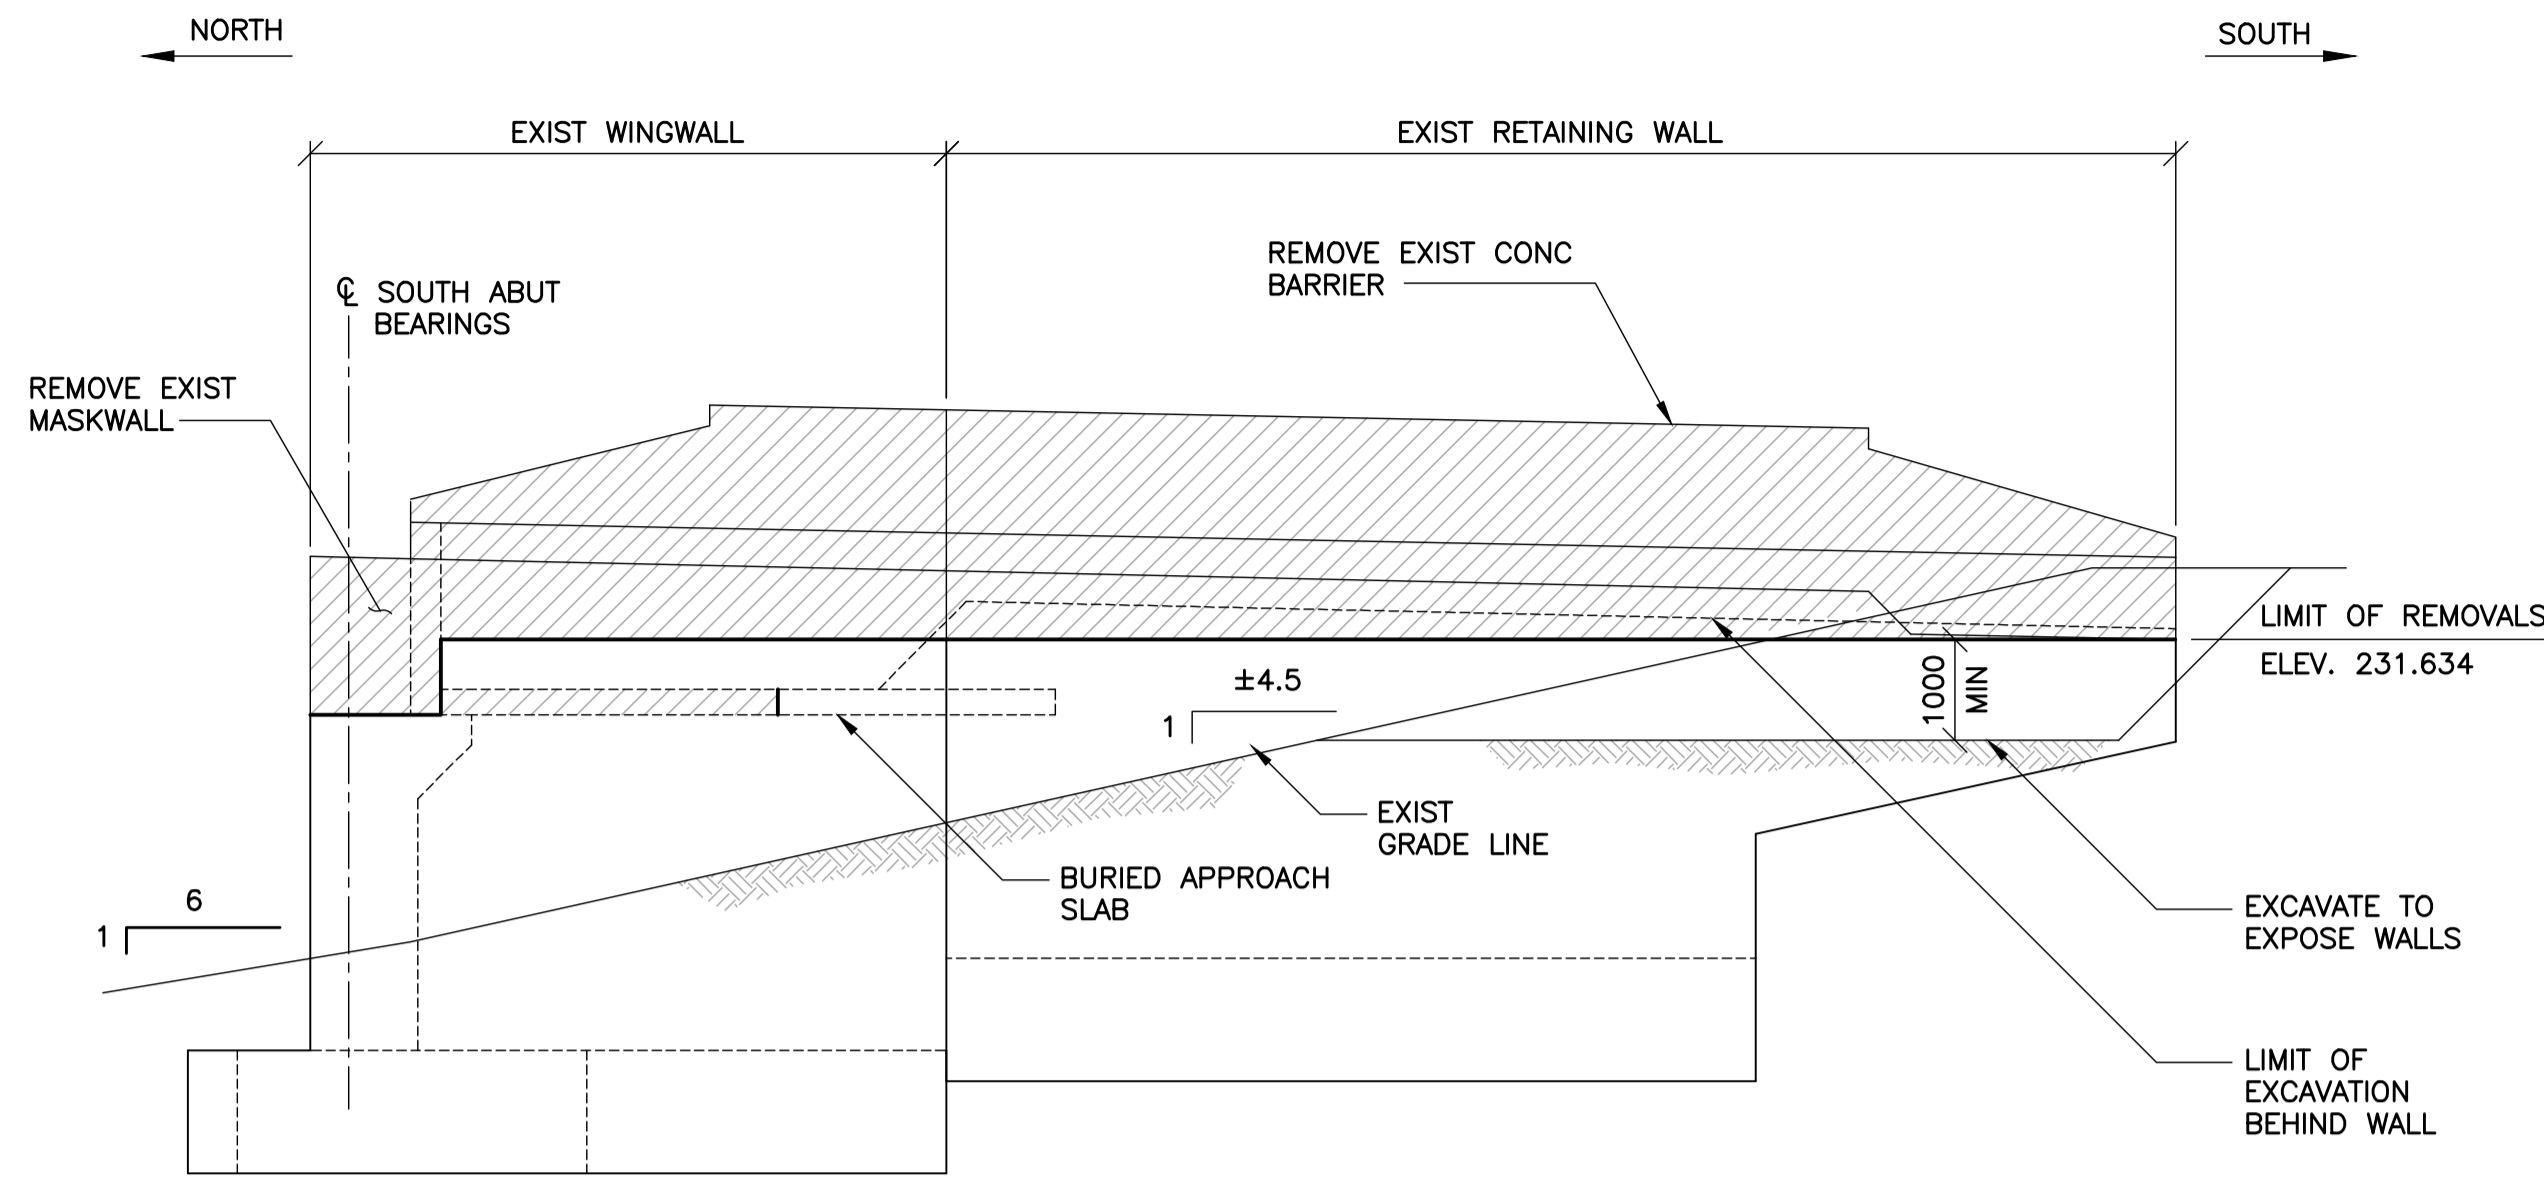 NORTH
SOUTH
EXIST WINGWALL
EXIST RETAINING WALL
REMOVE EXIST CONC
BARRIER
℄ SOUTH ABUT
BEARINGS
REMOVE EXIST
MASKWALL
LIMIT OF REMOVALS
ELEV. 231.634
±4.5
1
1000
MIN
EXIST
GRADE LINE
BURIED APPROACH
SLAB
6
1
EXCAVATE TO
EXPOSE WALLS
LIMIT OF
EXCAVATION
BEHIND WALL